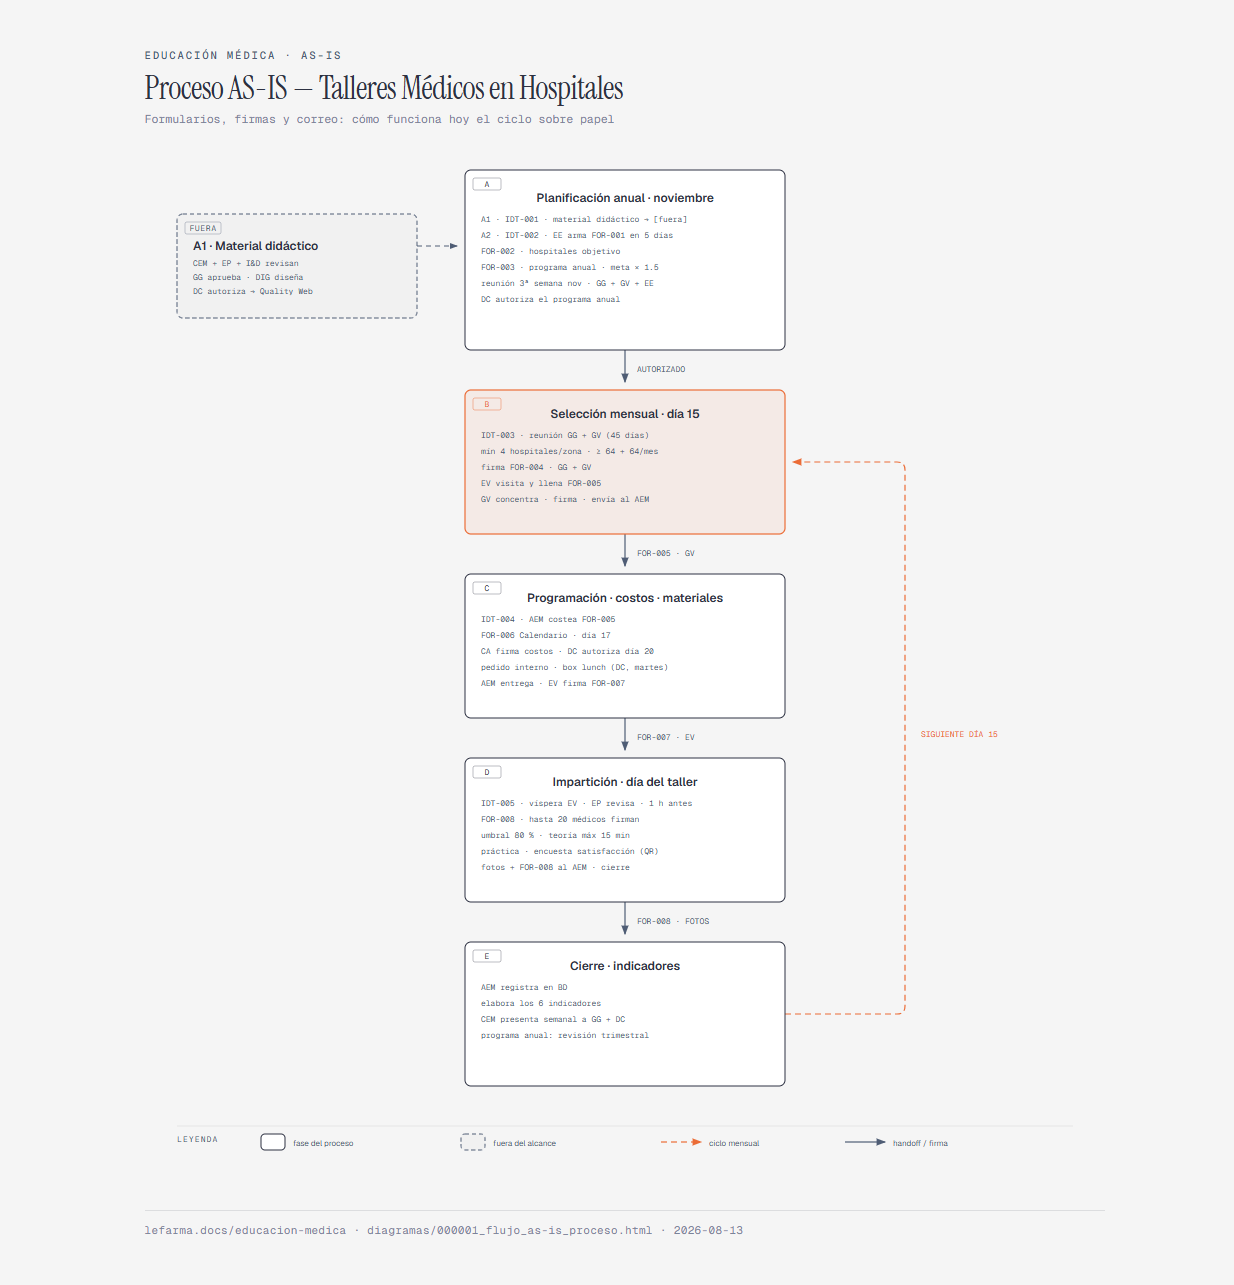 EDUCACIÓN MÉDICA · AS-IS
Proceso AS-IS — Talleres Médicos en Hospitales
Formularios, firmas y correo: cómo funciona hoy el ciclo sobre papel
FUERA
A1 · Material didáctico
CEM + EP + I&D revisan
GG aprueba · DIG diseña
DC autoriza → Quality Web
A
Planificación anual · noviembre
A1 · IDT-001 · material didáctico → [fuera]
A2 · IDT-002 · EE arma FOR-001 en 5 días
FOR-002 · hospitales objetivo
FOR-003 · programa anual · meta × 1.5
reunión 3ª semana nov · GG + GV + EE
DC autoriza el programa anual
AUTORIZADO
B
Selección mensual · día 15
IDT-003 · reunión GG + GV (45 días)
mín 4 hospitales/zona · ≥ 64 + 64/mes
firma FOR-004 · GG + GV
EV visita y llena FOR-005
GV concentra · firma · envía al AEM
FOR-005 · GV
C
Programación · costos · materiales
IDT-004 · AEM costea FOR-005
FOR-006 Calendario · día 17
CA firma costos · DC autoriza día 20
pedido interno · box lunch (DC, martes)
AEM entrega · EV firma FOR-007
FOR-007 · EV
SIGUIENTE DÍA 15
D
Impartición · día del taller
IDT-005 · víspera EV · EP revisa · 1 h antes
FOR-008 · hasta 20 médicos firman
umbral 80 % · teoría máx 15 min
práctica · encuesta satisfacción (QR)
fotos + FOR-008 al AEM · cierre
FOR-008 · FOTOS
E
Cierre · indicadores
AEM registra en BD
elabora los 6 indicadores
CEM presenta semanal a GG + DC
programa anual: revisión trimestral
LEYENDA
fase del proceso
fuera del alcance
ciclo mensual
handoff / firma
lefarma.docs/educacion-medica · diagramas/000001_flujo_as-is_proceso.html · 2026-08-13